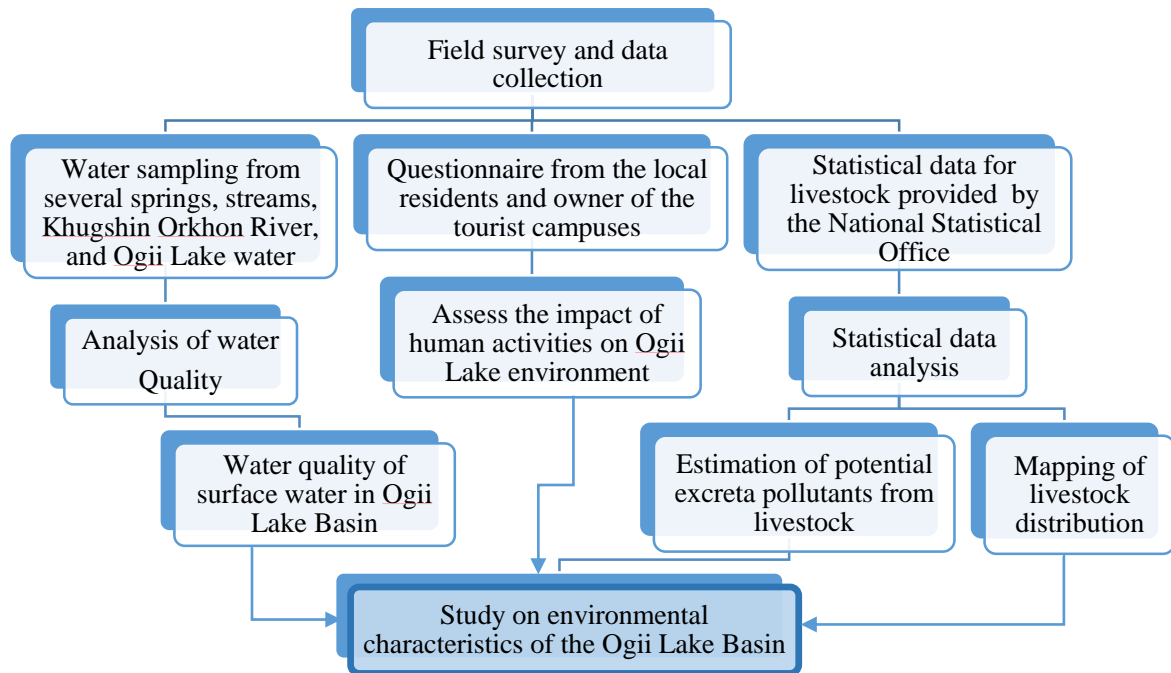 Field survey and data
collection
Water sampling from
several springs, streams,
Khugshin Orkhon River,
and Ogii Lake water
Questionnaire from the local
residents and owner of the
tourist campuses
Statistical data for
livestock provided by
the National Statistical
Office
Analysis of water
Quality
Assess the impact of
human activities on Ogii
Lake environment
Statistical data
analysis
Water quality of
surface water in Ogii
Lake Basin
Estimation of potential
excreta pollutants from
livestock
Mapping of
livestock
distribution
Study on environmental
characteristics of the Ogii Lake Basin